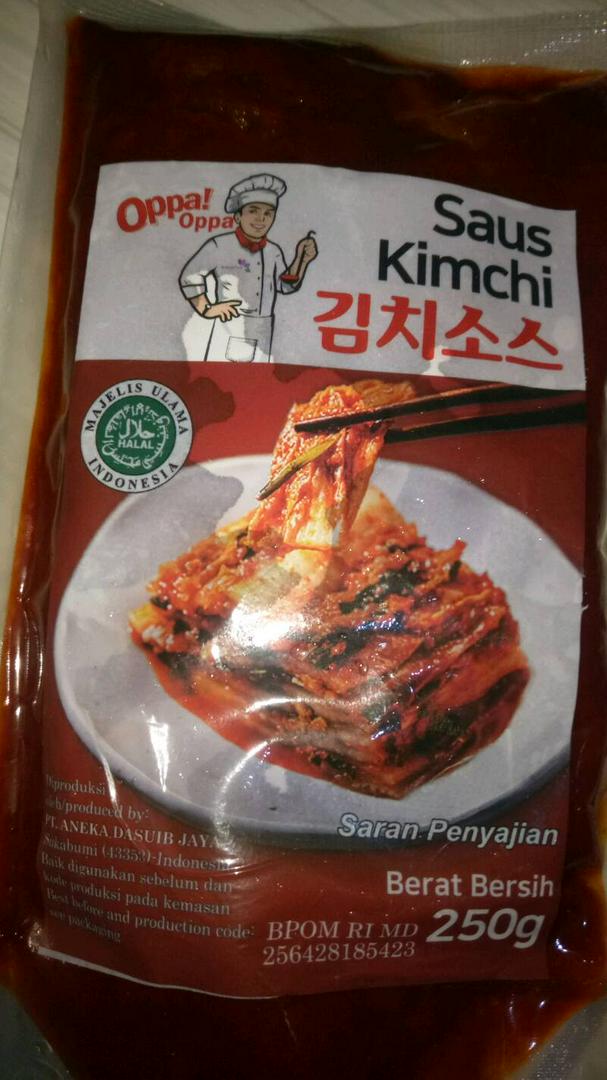 Oppa!
Oppa
Saus
Kimchi
김치소스
MAJELIS ULAMA
حلال
HALAL
INDONESIA
Diproduksi
oleh/produced by:
PT. ANEKA DASUIB JAYA
Sukabumi (43353)-Indonesia
Baik digunakan sebelum dan
kode produksi pada kemasan
Best before and production code:
see packaging
Saran Penyajian
Berat Bersih
250g
BPOM RI MD
256428185423